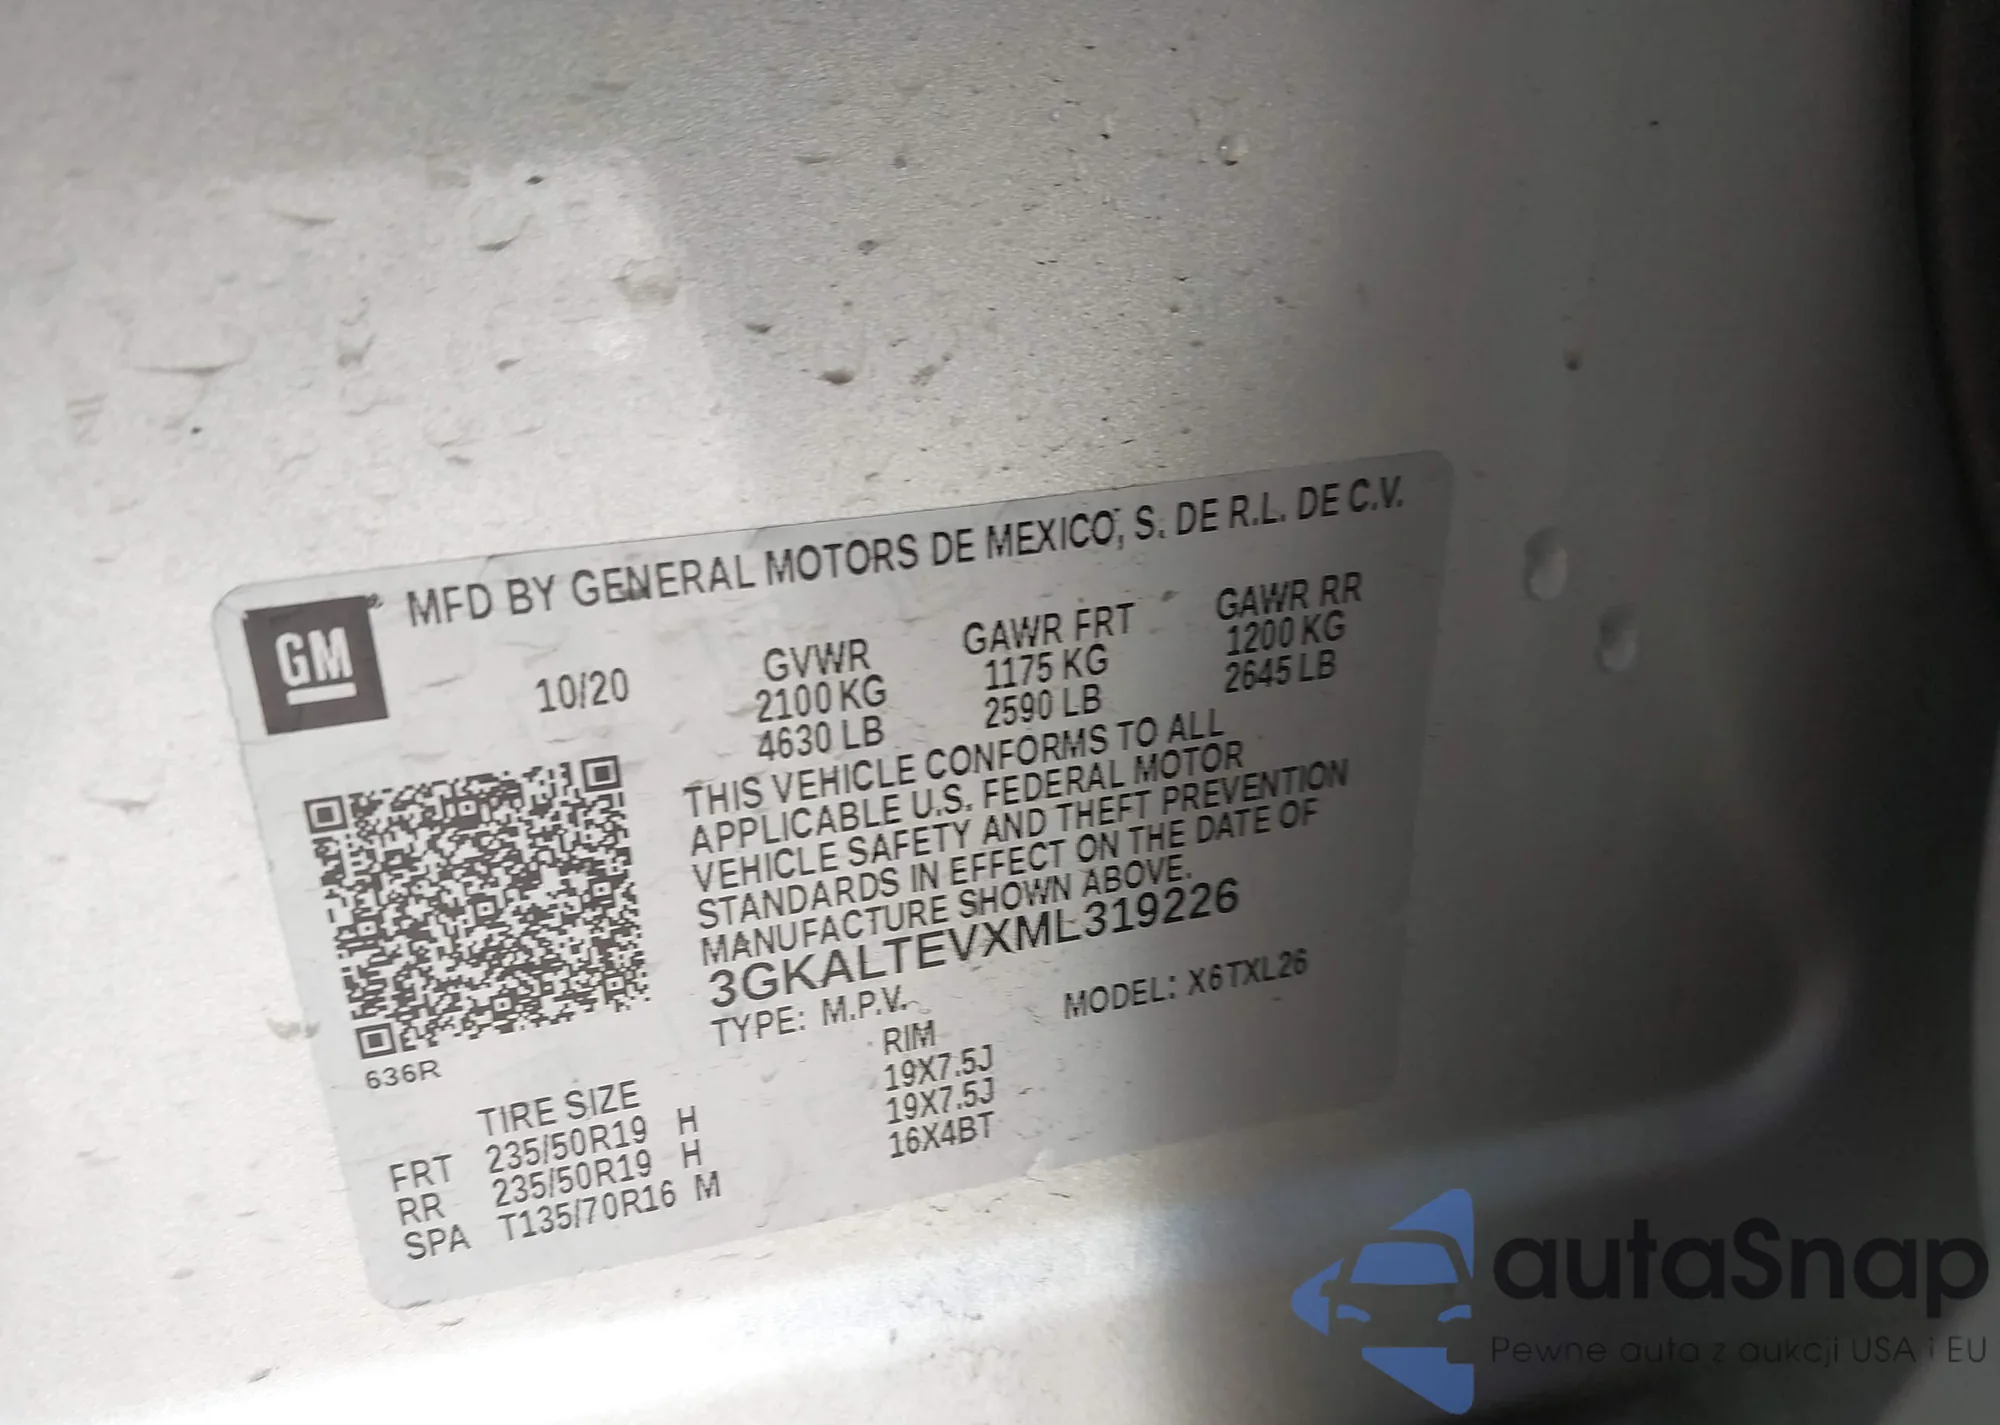 GM
MFD BY GENERAL MOTORS DE MEXICO, S. DE R.L. DE C.V.
10/20
GVWR
2100 KG
4630 LB
GAWR FRT
1175 KG
2590 LB
GAWR RR
1200 KG
2645 LB
THIS VEHICLE CONFORMS TO ALL
APPLICABLE U.S. FEDERAL MOTOR
VEHICLE SAFETY AND THEFT PREVENTION
STANDARDS IN EFFECT ON THE DATE OF
MANUFACTURE SHOWN ABOVE.
3GKALTEVXML319226
TYPE: M.P.V. MODEL: X6TXL26
636R
TIRE SIZE RIM
FRT 235/50R19 H 19X7.5J
RR 235/50R19 H 19X7.5J
SPA T135/70R16 M 16X4BT
autaSnap
Pewne auta z aukcji USA i EU